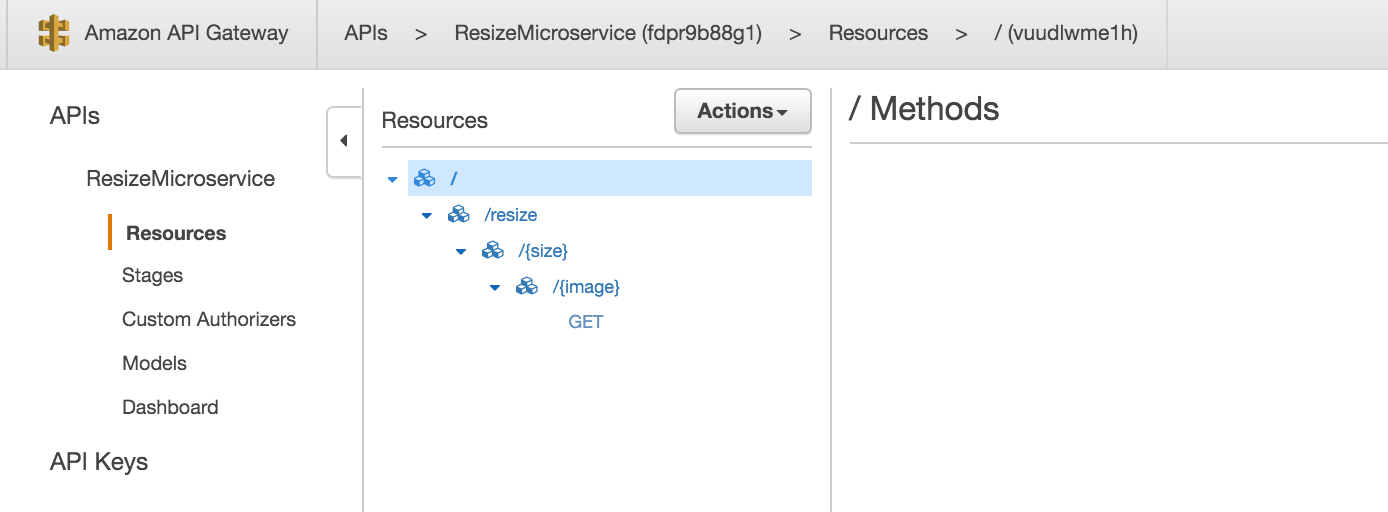 Amazon API Gateway
APIs > ResizeMicroservice (fdpr9b88g1) > Resources > / (vuudlwme1h)
APIs
ResizeMicroservice
Resources
Stages
Custom Authorizers
Models
Dashboard
API Keys
Resources
Actions
/
/resize
/{size}
/{image}
GET
/ Methods